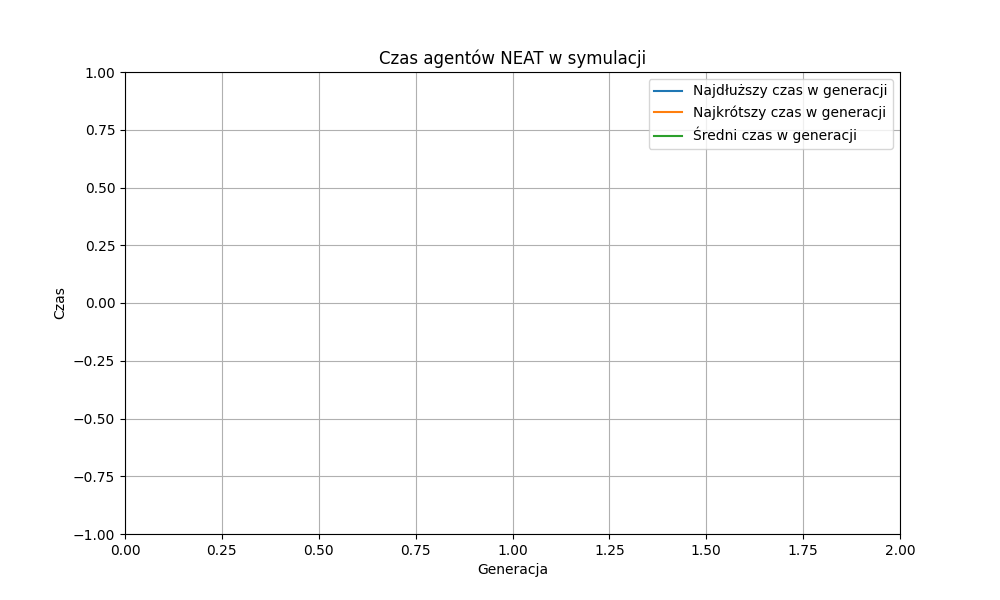 Czas agentów NEAT w symulacji
Najdłuższy czas w generacji
Najkrótszy czas w generacji
Średni czas w generacji
1.00
0.75
0.50
0.25
0.00
−0.25
−0.50
−0.75
−1.00
Czas
0.00 0.25 0.50 0.75 1.00 1.25 1.50 1.75 2.00
Generacja